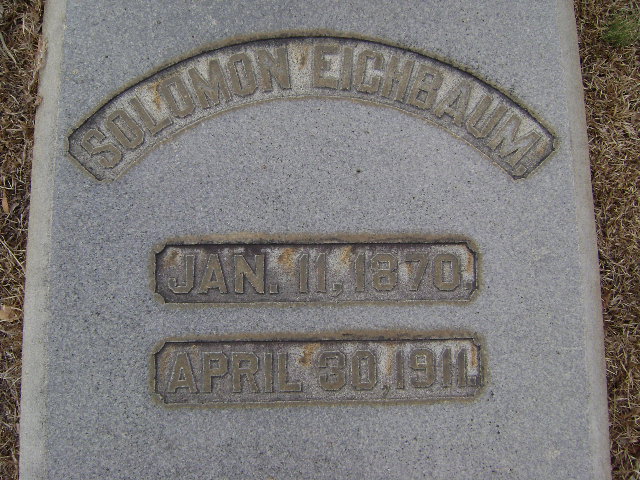 SOLOMON EICHBAUM
JAN. 11, 1870.
APRIL 30, 1911.